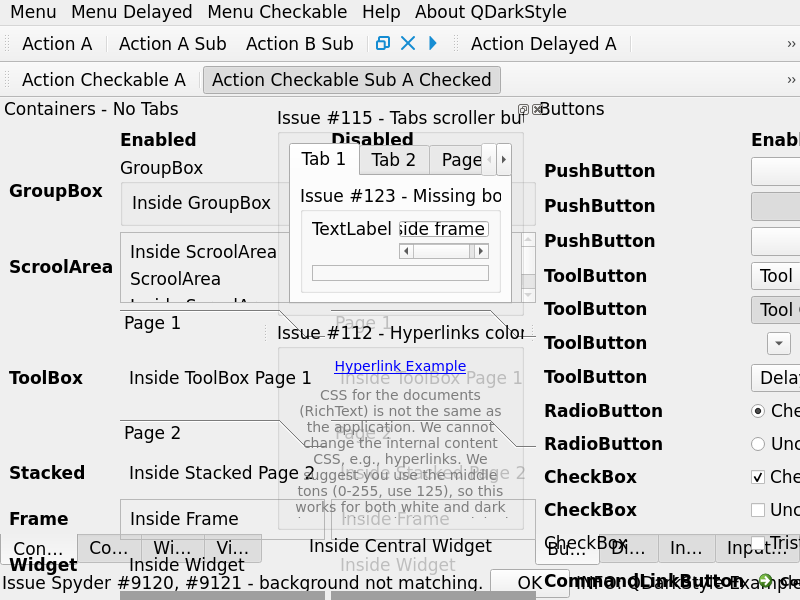 Menu Menu Delayed Menu Checkable Help About QDarkStyle
Action A Action A Sub Action B Sub Action Delayed A
Action Checkable A Action Checkable Sub A Checked
Containers - No Tabs
Enabled Disabled
GroupBox GroupBox
Inside GroupBox
ScroolArea Inside ScroolArea
ScroolArea
Page 1 Page 1
ToolBox Inside ToolBox Page 1 Inside ToolBox Page 1
Page 2 Page 2
Stacked Inside Stacked Page 2 Inside Stacked Page 2
Frame Inside Frame Inside Frame
Widget Inside Widget Inside Widget
Con... Co... Wi... Vi...
Issue #115 - Tabs scroller bu
Tab 1 Tab 2 Page
Issue #123 - Missing bo
TextLabel side frame
Issue #112 - Hyperlinks color
Hyperlink Example
CSS for the documents
(RichText) is not the same as
the application. We cannot
change the internal content
CSS, e.g., hyperlinks. We
suggest you use the middle
tons (0-255, use 125), so this
works for both white and dark
Inside Central Widget
Buttons
Enab
PushButton
PushButton
PushButton
ToolButton Tool
ToolButton Tool
ToolButton
ToolButton Dela
RadioButton Che
RadioButton Unc
CheckBox Che
CheckBox Unc
CheckBox Trist
CommandLinkButton
Bu... Di... In... Input...
Issue Spyder #9120, #9121 - background not matching. OK INFO: QDarkStyle Example